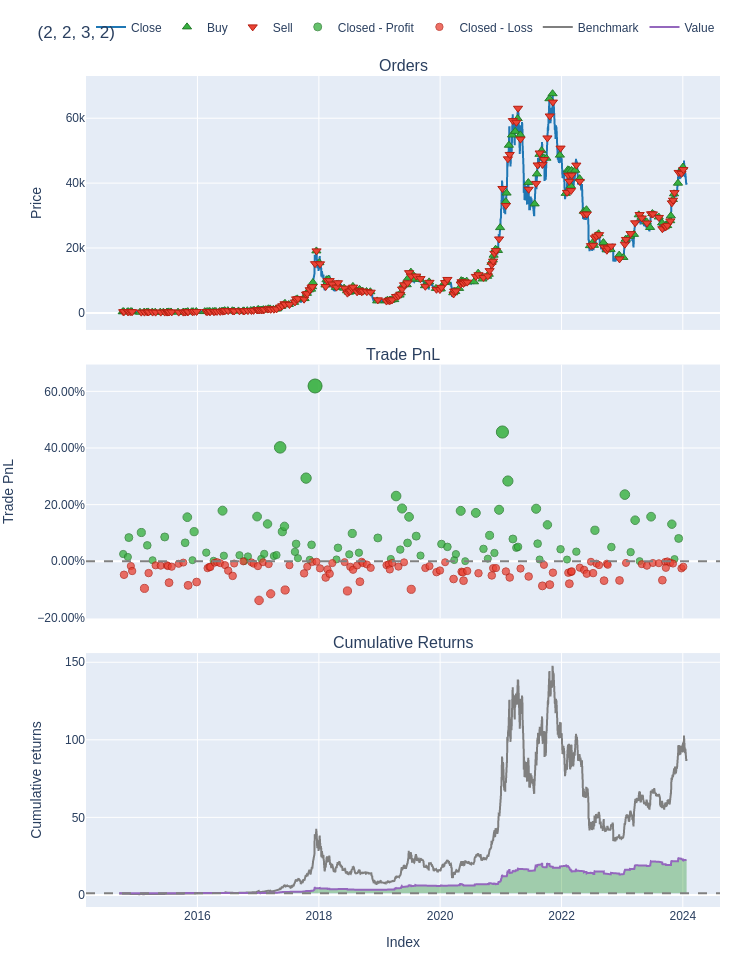 (2, 2, 3, 2) Close Buy Sell Closed - Profit Closed - Loss Benchmark Value
Orders
60k
40k
20k
0
Price
Trade PnL
60.00%
40.00%
20.00%
0.00%
−20.00%
Trade PnL
Cumulative Returns
150
100
50
0
Cumulative returns
2016 2018 2020 2022 2024
Index